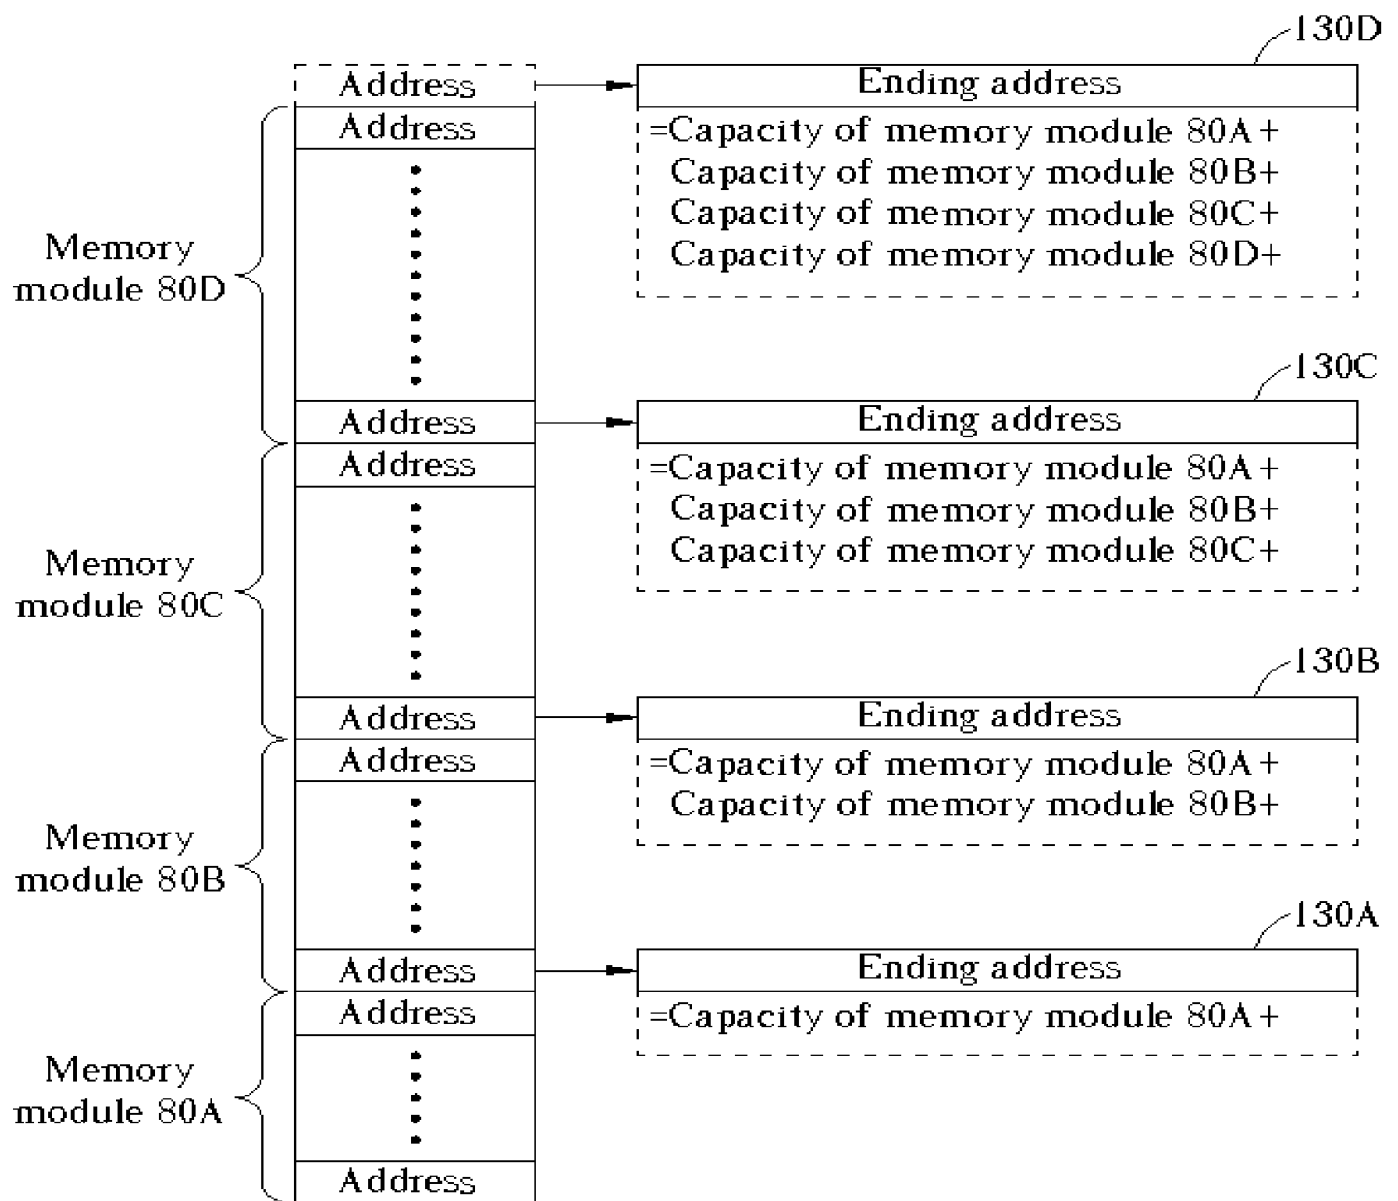 130D
Address
Ending address
Address
=Capacity of memory module 80A+
Capacity of memory module 80B+
Capacity of memory module 80C+
Capacity of memory module 80D+
Memory
module 80D
130C
Address
Ending address
Address
=Capacity of memory module 80A+
Capacity of memory module 80B+
Capacity of memory module 80C+
Memory
module 80C
130B
Address
Ending address
Address
=Capacity of memory module 80A+
Capacity of memory module 80B+
Memory
module 80B
130A
Address
Ending address
Address
=Capacity of memory module 80A+
Memory
module 80A
Address